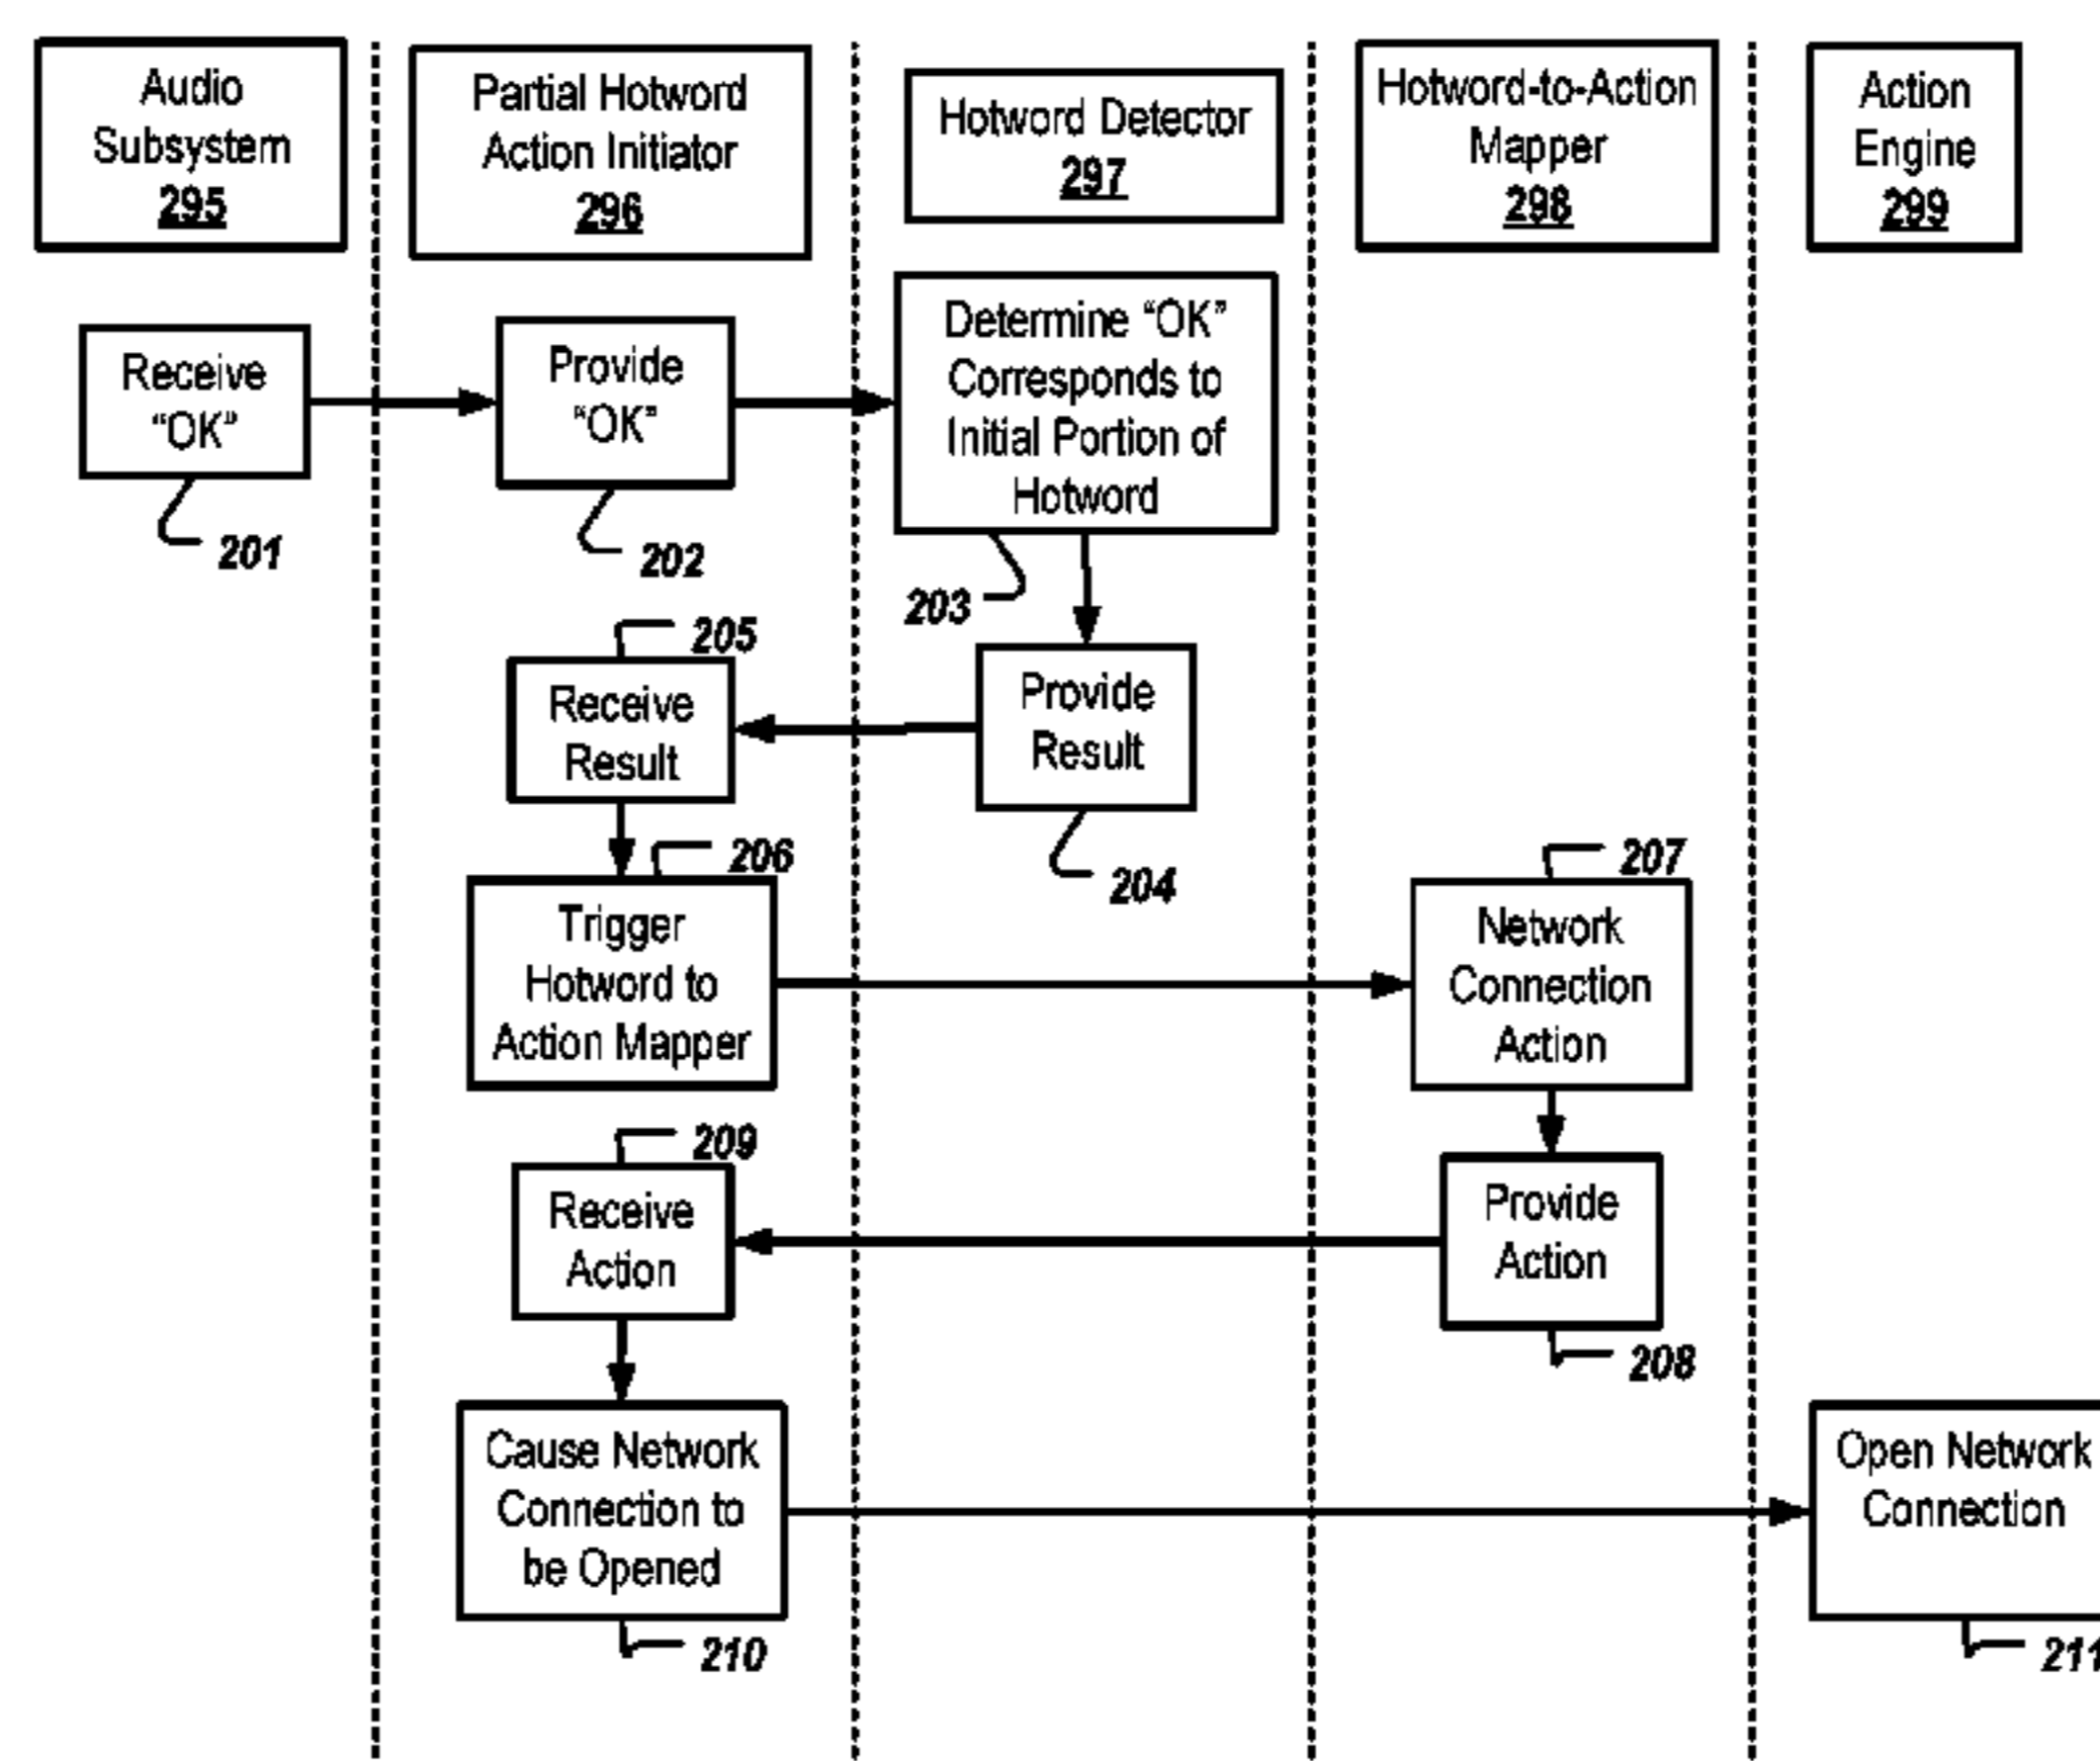 Audio
Subsystem
295
Partial Hotword
Action Initiator
296
Hotword Detector
297
Hotword-to-Action
Mapper
298
Action
Engine
299
Receive
“OK”
201
Provide
“OK”
202
Determine “OK”
Corresponds to
Initial Portion of
Hotword
203
Provide
Result
204
205
Receive
Result
206
Trigger
Hotword to
Action Mapper
207
Network
Connection
Action
Provide
Action
208
209
Receive
Action
Cause Network
Connection to
be Opened
210
Open Network
Connection
211